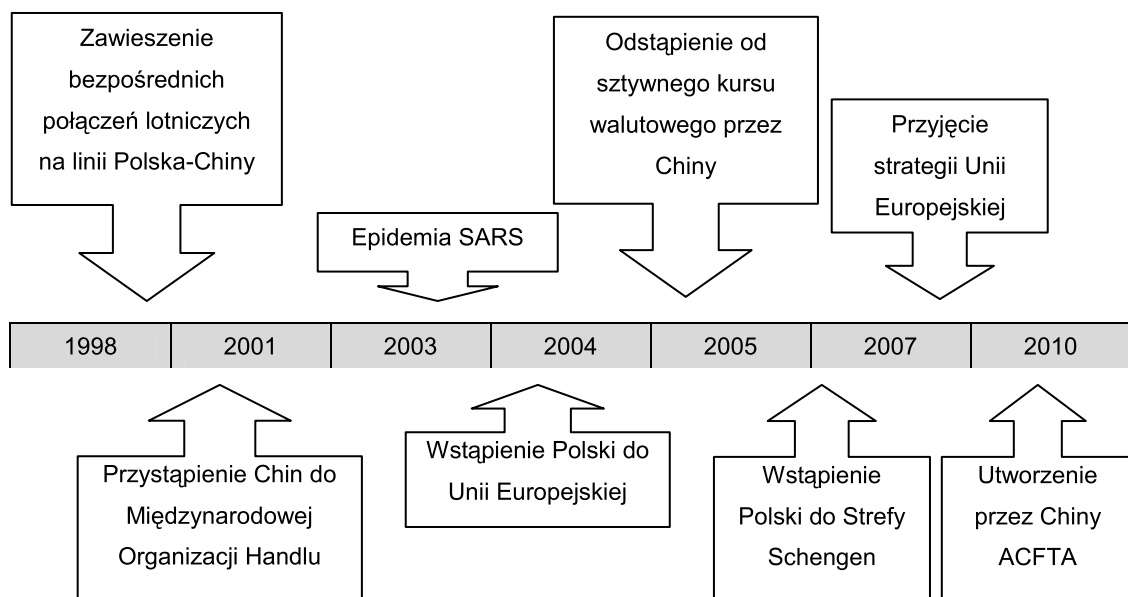 Zawieszenie
bezpośrednich
połączeń lotniczych
na linii Polska-Chiny
Epidemia SARS
Odstąpienie od
sztywnego kursu
walutowego przez
Chiny
Przyjęcie
strategii Unii
Europejskiej
1998 2001 2003 2004 2005 2007 2010
Przystąpienie Chin do
Międzynarodowej
Organizacji Handlu
Wstąpienie Polski do
Unii Europejskiej
Wstąpienie
Polski do Strefy
Schengen
Utworzenie
przez Chiny
ACFTA